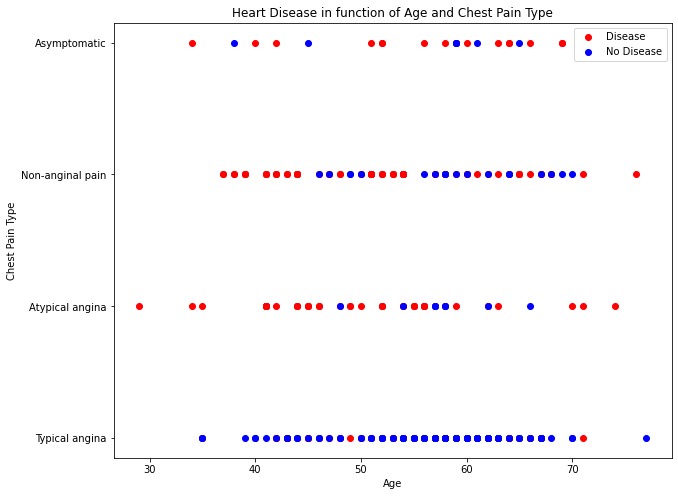 Heart Disease in function of Age and Chest Pain Type
Disease
No Disease
Asymptomatic
Non-anginal pain
Atypical angina
Typical angina
Chest Pain Type
30 40 50 60 70
Age